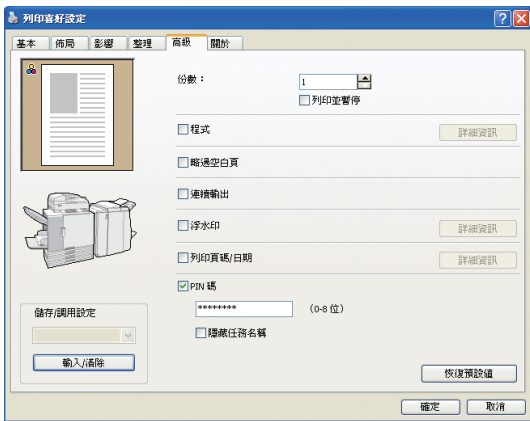 列印喜好設定
基本 佈局 影響 整理 高級 關於
份數：
1
列印並暫停
程式
詳細資訊
略過空白頁
連續輸出
浮水印
詳細資訊
列印頁碼/日期
詳細資訊
PIN 碼
******** (0-8 位)
隱藏任務名稱
儲存/調用設定
輸入/清除
恢復預設值
確定 取消